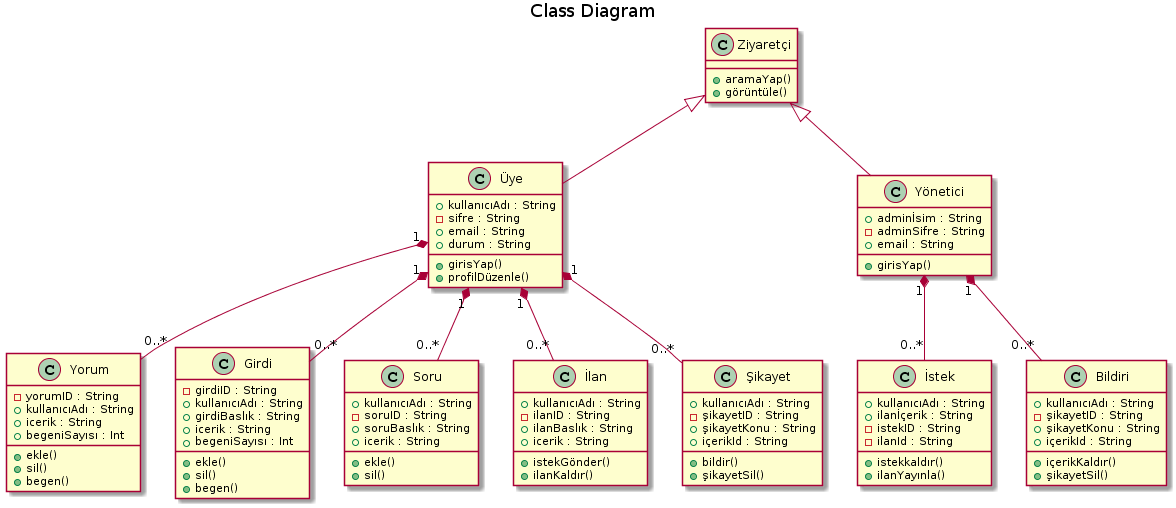 Class Diagram
C Ziyaretçi
aramaYap()
görüntüle()
C Üye
kullanıcıAdı : String
sifre : String
email : String
durum : String
girisYap()
profilDüzenle()
C Yönetici
adminİsim : String
adminSifre : String
email : String
girisYap()
1
1
1
1
1
1
1
0..*
0..*
0..*
0..*
0..*
0..*
0..*
C Yorum
yorumID : String
kullanıcıAdı : String
icerik : String
begeniSayısı : Int
ekle()
sil()
begen()
C Girdi
girdiID : String
kullanıcıAdı : String
girdiBaslık : String
icerik : String
begeniSayısı : Int
ekle()
sil()
begen()
C Soru
kullanıcıAdı : String
soruID : String
soruBaslık : String
icerik : String
ekle()
sil()
C İlan
kullanıcıAdı : String
ilanID : String
ilanBaslık : String
icerik : String
istekGönder()
ilanKaldır()
C Şikayet
kullanıcıAdı : String
şikayetID : String
şikayetKonu : String
içerikId : String
bildir()
şikayetSil()
C İstek
kullanıcıAdı : String
ilanİçerik : String
istekID : String
ilanId : String
istekkaldır()
ilanYayınla()
C Bildiri
kullanıcıAdı : String
şikayetID : String
şikayetKonu : String
içerikId : String
içerikKaldır()
şikayetSil()